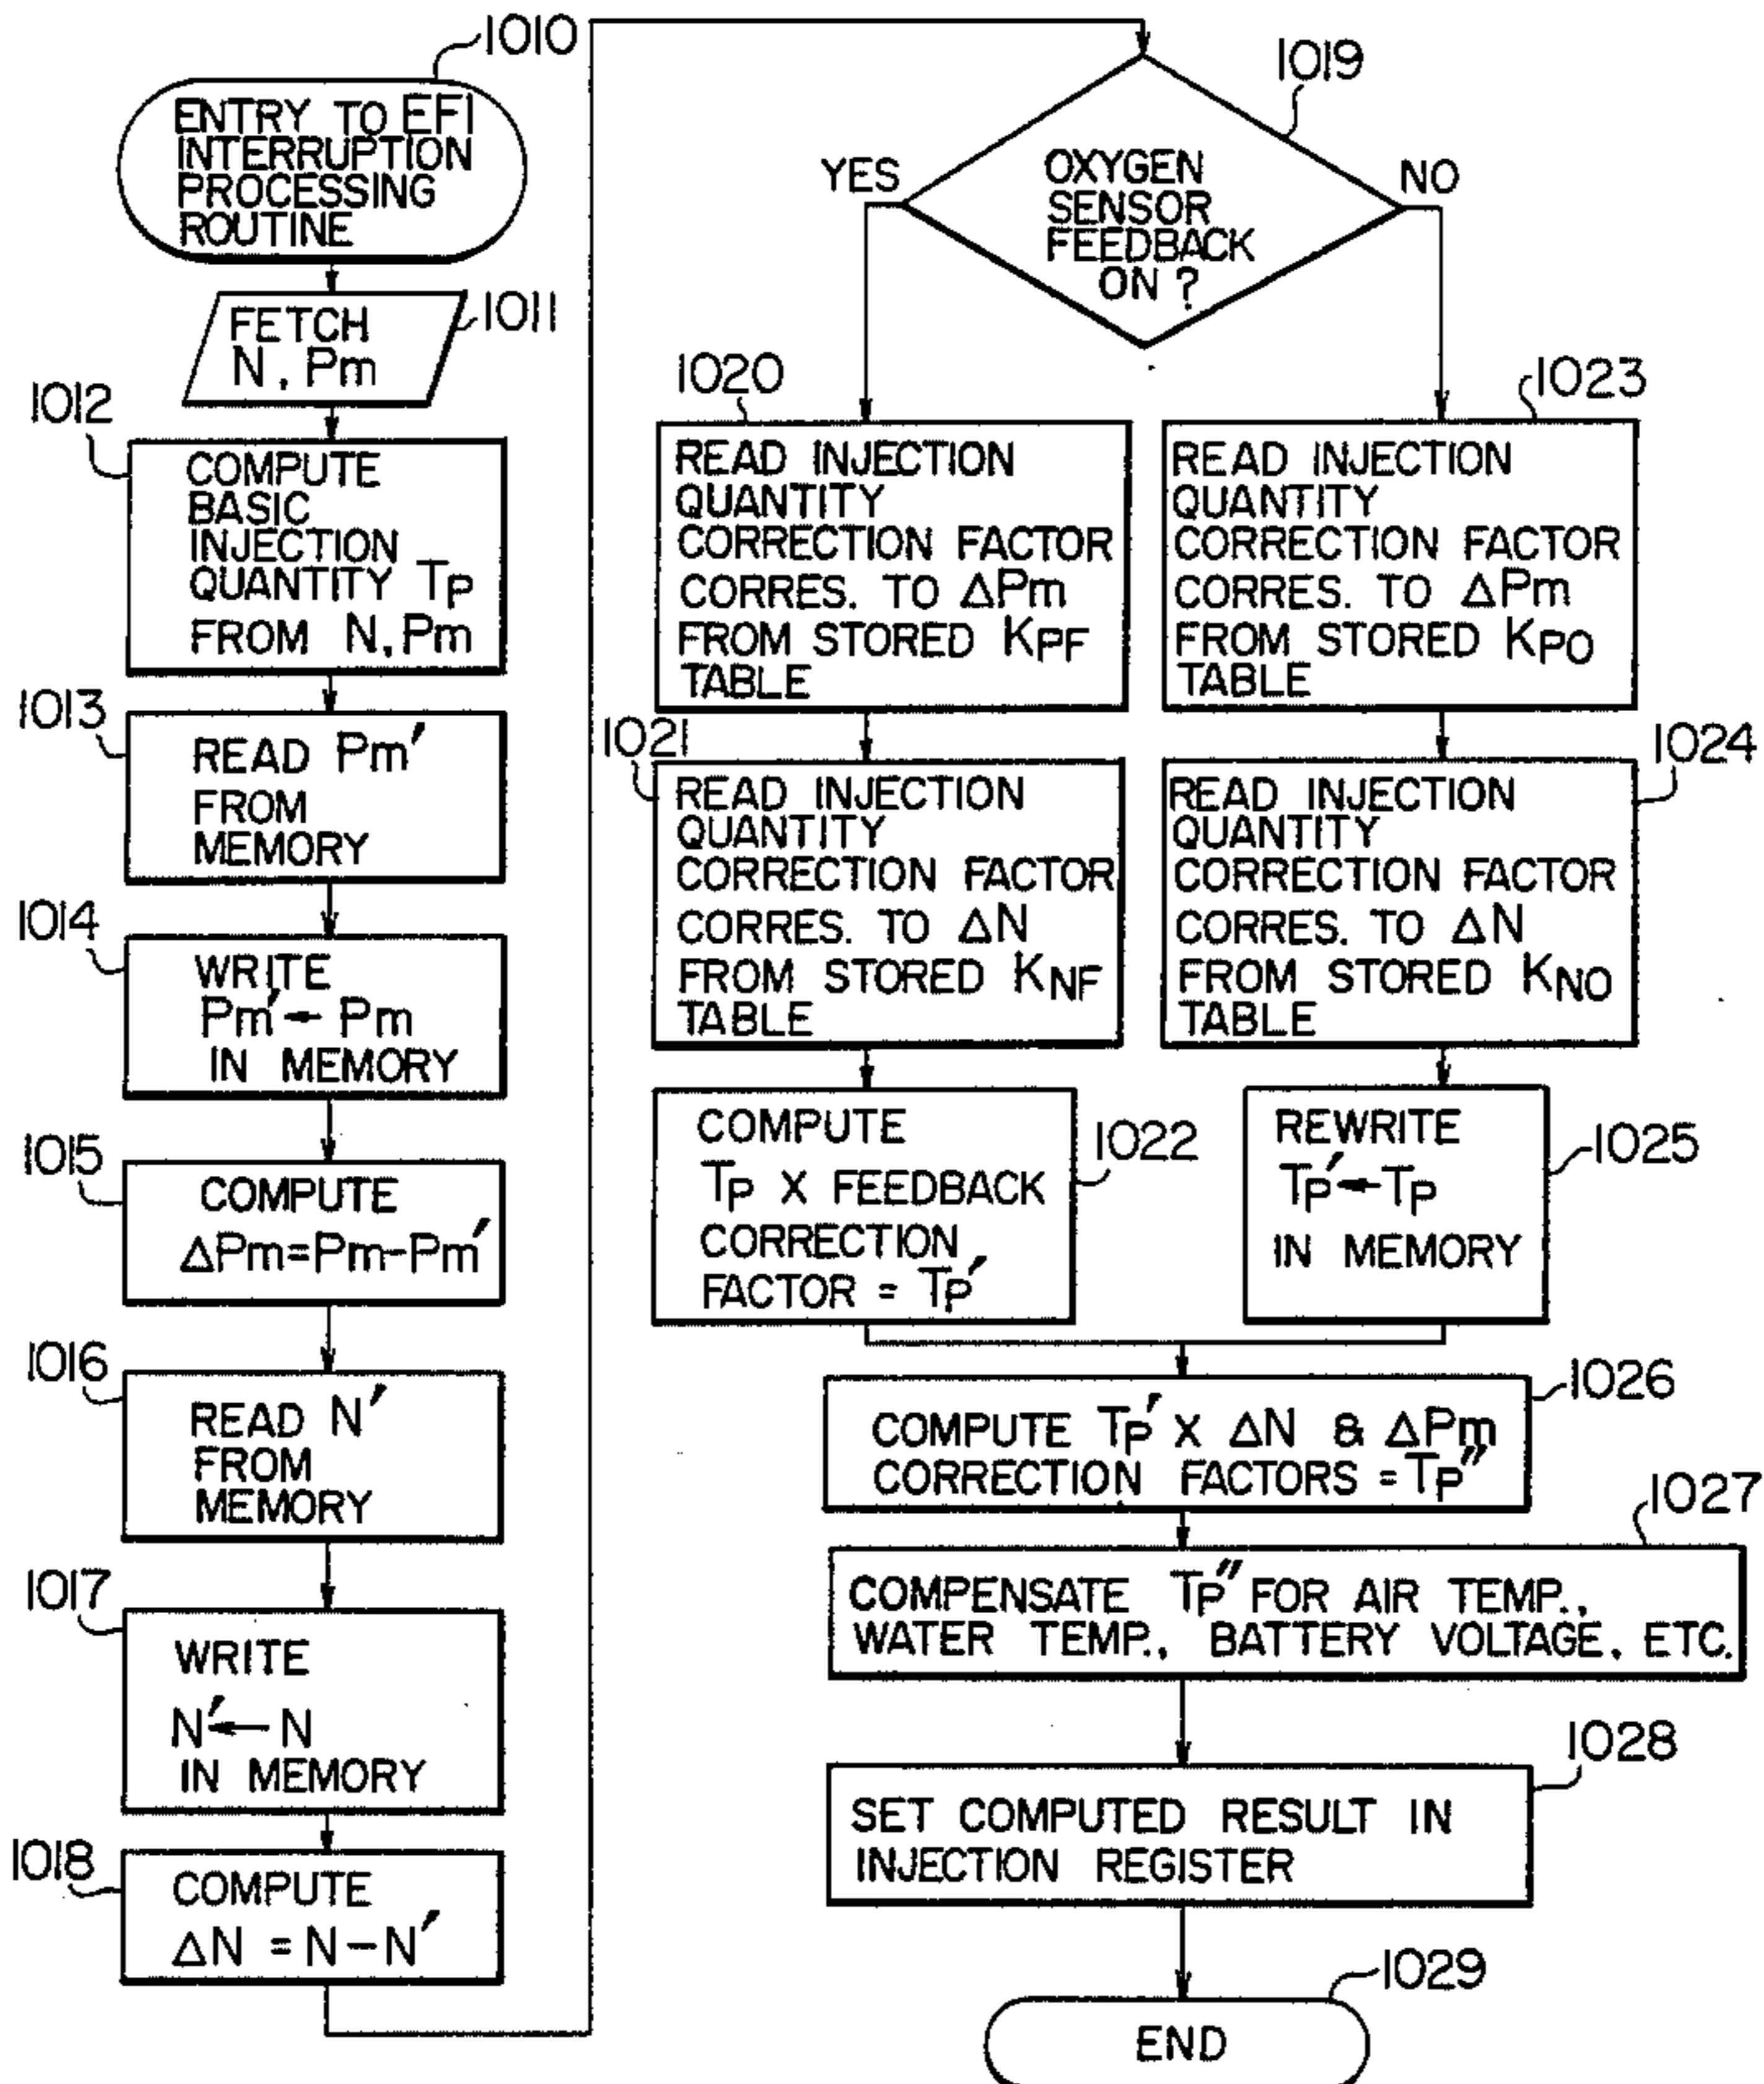 1010
ENTRY TO EFI
INTERRUPTION
PROCESSING
ROUTINE
1011
FETCH
N, Pm
1012
COMPUTE
BASIC
INJECTION
QUANTITY TP
FROM N, Pm
1013
READ Pm'
FROM
MEMORY
1014
WRITE
Pm' ← Pm
IN MEMORY
1015
COMPUTE
ΔPm=Pm-Pm'
1016
READ N'
FROM
MEMORY
1017
WRITE
N' ← N
IN MEMORY
1018
COMPUTE
ΔN = N-N'
1019
OXYGEN
SENSOR
FEEDBACK
ON ?
YES
NO
1020
READ INJECTION
QUANTITY
CORRECTION FACTOR
CORRES. TO ΔPm
FROM STORED KPF
TABLE
1021
READ INJECTION
QUANTITY
CORRECTION FACTOR
CORRES. TO ΔN
FROM STORED KNF
TABLE
1022
COMPUTE
TP X FEEDBACK
CORRECTION
FACTOR = TP'
1023
READ INJECTION
QUANTITY
CORRECTION FACTOR
CORRES. TO ΔPm
FROM STORED KPO
TABLE
1024
READ INJECTION
QUANTITY
CORRECTION FACTOR
CORRES. TO ΔN
FROM STORED KNO
TABLE
1025
REWRITE
TP' ← TP
IN MEMORY
1026
COMPUTE TP' X ΔN & ΔPm
CORRECTION FACTORS = TP"
1027
COMPENSATE TP" FOR AIR TEMP.,
WATER TEMP., BATTERY VOLTAGE, ETC.
1028
SET COMPUTED RESULT IN
INJECTION REGISTER
1029
END